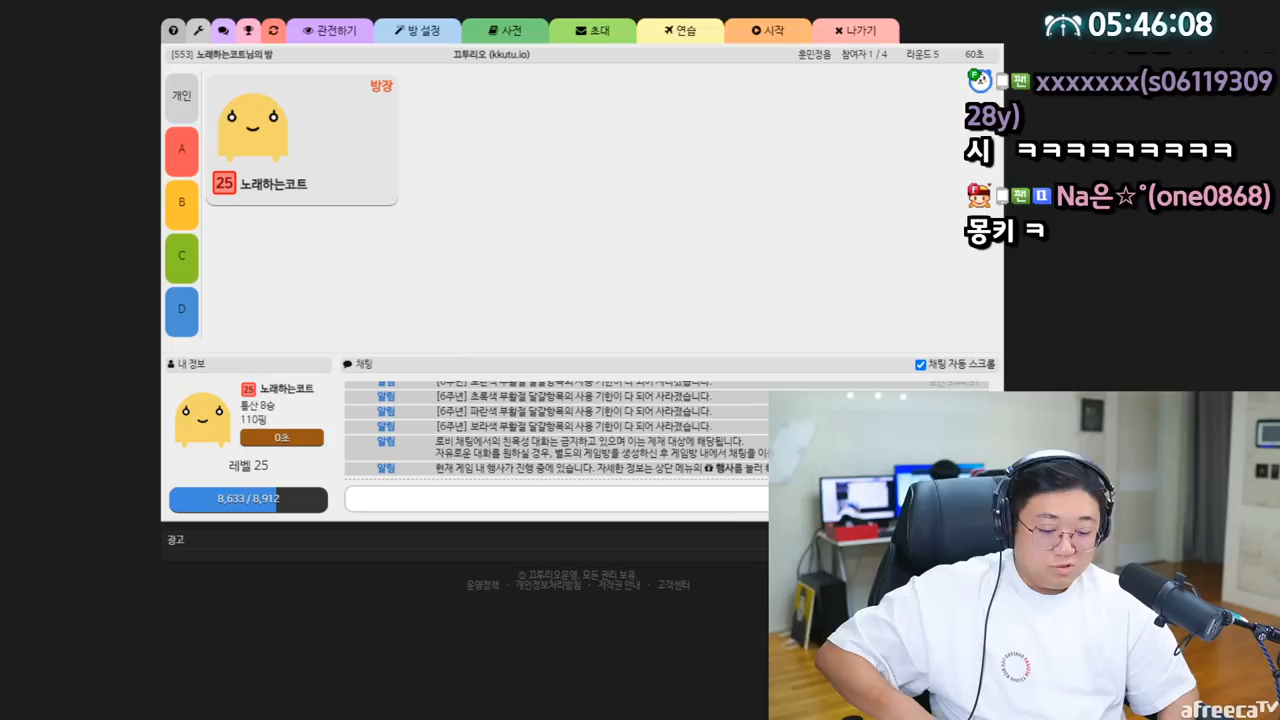 관전하기
방 설정
사전
초대
연습
시작
나가기
05:46:08
[553] 노래하는코트님의 방
끄투리오 (kkutu.io)
훈민정음
참여자 1 / 4
라운드 5
60초
개인
A
B
C
D
방장
25 노래하는코트
xxxxxxx(s06119309
28y)
시 ㅋㅋㅋㅋㅋㅋㅋㅋㅋ
Na은☆˚(one0868)
몽키 ㅋ
내 정보
채팅
채팅 자동 스크롤
25 노래하는코트
통산 8승
110핑
0초
레벨 25
8,633 / 8,912
알림 [6주년] 초록색 부활절 달걀항목의 사용 기한이 다 되어 사라졌습니다.
알림 [6주년] 파란색 부활절 달걀항목의 사용 기한이 다 되어 사라졌습니다.
알림 [6주년] 보라색 부활절 달걀항목의 사용 기한이 다 되어 사라졌습니다.
알림 로비 채팅에서의 친목성 대화는 금지하고 있으며 이는 제재 대상에 해당됩니다.
자유로운 대화를 원하실 경우, 별도의 게임방을 생성하신 후 게임방 내에서 채팅을
알림 현재 게임 내 행사가 진행 중에 있습니다. 자세한 정보는 상단 메뉴의 행사를 눌러
광고
© 끄투리오운영, 모든 권리 보유.
운영정책 · 개인정보처리방침 · 저작권 안내 · 고객센터
afreecaTV